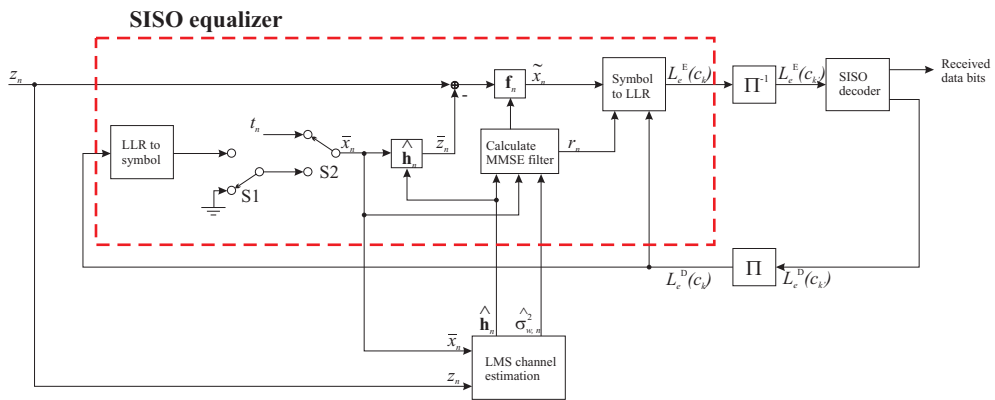 SISO equalizer
z_n
f_n
x̃_n
Symbol
to LLR
L_e^E(c_k)
Π^-1
L_e^E(c_k')
SISO
decoder
Received
data bits
-
LLR to
symbol
t_n
S2
S1
x̄_n
ĥ_n
z̄_n
Calculate
MMSE filter
r_n
L_e^D(c_k)
Π
L_e^D(c_k')
ĥ_n
σ̂^2_w, n
x̄_n
z_n
LMS channel
estimation